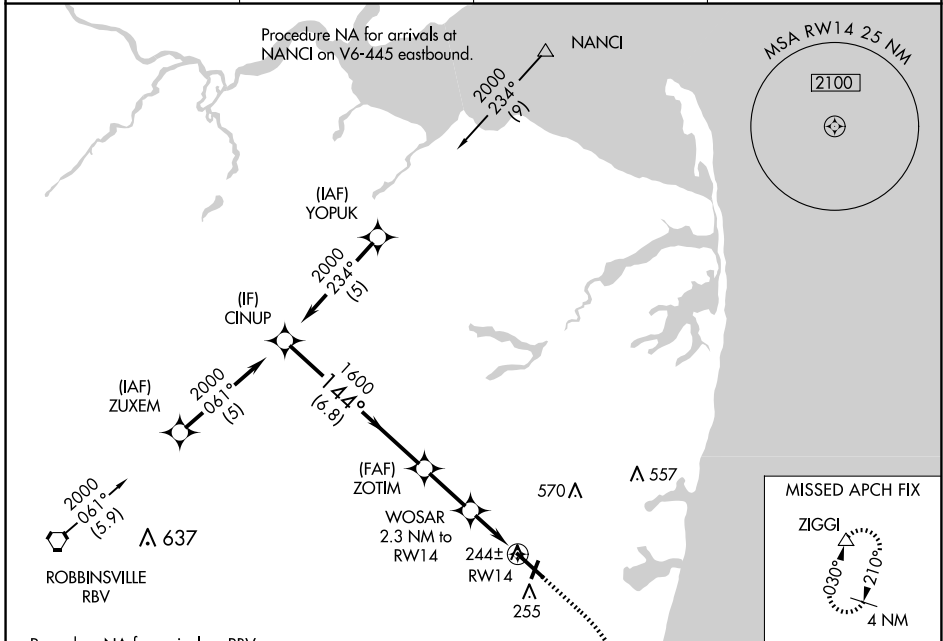 Procedure NA for arrivals at
NANCI on V6-445 eastbound.
NANCI
MSA RW14 25 NM
2100
2000
234°
(9)
(IAF)
YOPUK
2000
234°
(5)
(IF)
CINUP
(IAF)
ZUXEM
2000
061°
(5)
1600
144°
(6.8)
(FAF)
ZOTIM
570
557
MISSED APCH FIX
ZIGGI
030°
210°
4 NM
WOSAR
2.3 NM to
RW14
244±
RW14
255
2000
061°
(5.9)
637
ROBBINSVILLE
RBV